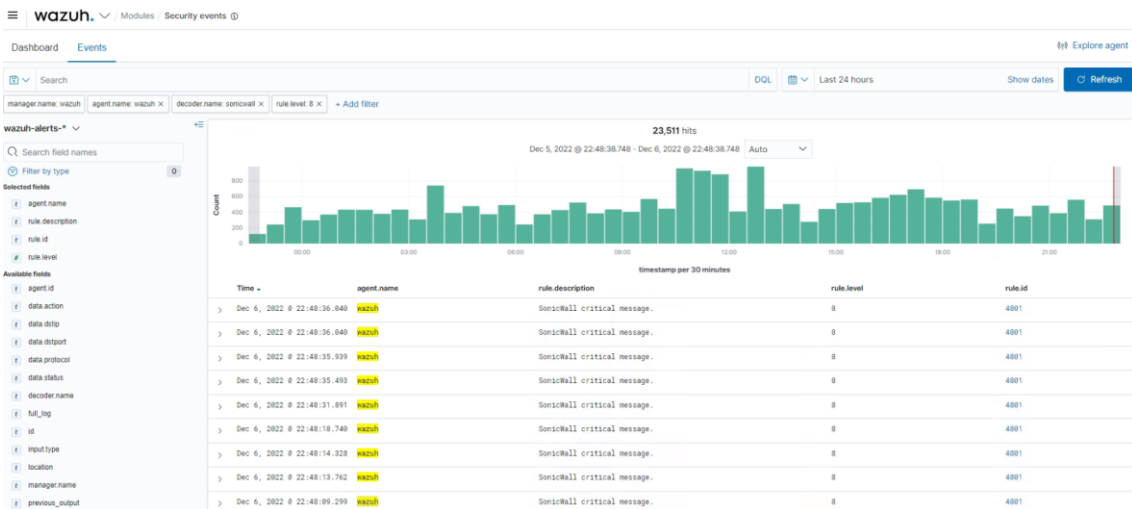 wazuh. / Modules / Security events
Dashboard Events Explore agent
Search DQL Last 24 hours Show dates Refresh
manager.name: wazuh agent.name: wazuh × decoder.name: sonicwall × rule.level: 8 × + Add filter
wazuh-alerts-*
Search field names
Filter by type 0
Selected fields
t agent.name
t rule.description
t rule.id
# rule.level
Available fields
t agent.id
t data.action
t data.dstip
t data.dstport
t data.protocol
t data.status
t decoder.name
t full_log
t id
t input.type
t location
t manager.name
t previous_output
23,511 hits
Dec 5, 2022 @ 22:48:38.748 - Dec 6, 2022 @ 22:48:38.748 Auto
Count
800
600
400
200
0
00:00 03:00 06:00 09:00 12:00 15:00 18:00 21:00
timestamp per 30 minutes
Time agent.name rule.description rule.level rule.id
Dec 6, 2022 @ 22:48:36.040 wazuh SonicWall critical message. 8 4801
Dec 6, 2022 @ 22:48:36.040 wazuh SonicWall critical message. 8 4801
Dec 6, 2022 @ 22:48:35.939 wazuh SonicWall critical message. 8 4801
Dec 6, 2022 @ 22:48:35.493 wazuh SonicWall critical message. 8 4801
Dec 6, 2022 @ 22:48:31.891 wazuh SonicWall critical message. 8 4801
Dec 6, 2022 @ 22:48:18.740 wazuh SonicWall critical message. 8 4801
Dec 6, 2022 @ 22:48:14.328 wazuh SonicWall critical message. 8 4801
Dec 6, 2022 @ 22:48:13.762 wazuh SonicWall critical message. 8 4801
Dec 6, 2022 @ 22:48:09.299 wazuh SonicWall critical message. 8 4801